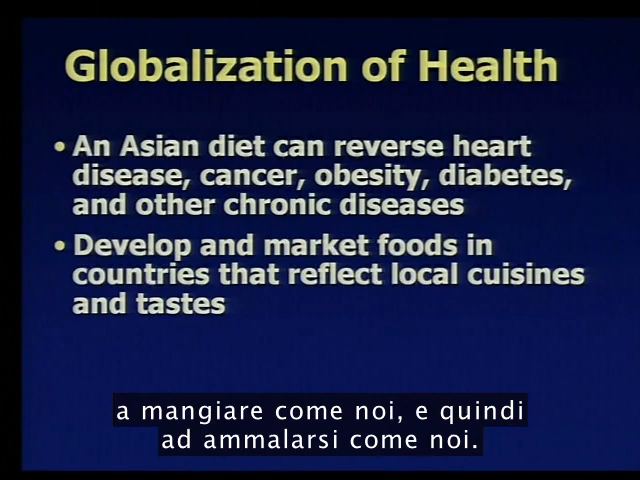 Globalization of Health
• An Asian diet can reverse heart
disease, cancer, obesity, diabetes,
and other chronic diseases
• Develop and market foods in
countries that reflect local cuisines
and tastes
a mangiare come noi, e quindi
ad ammalarsi come noi.